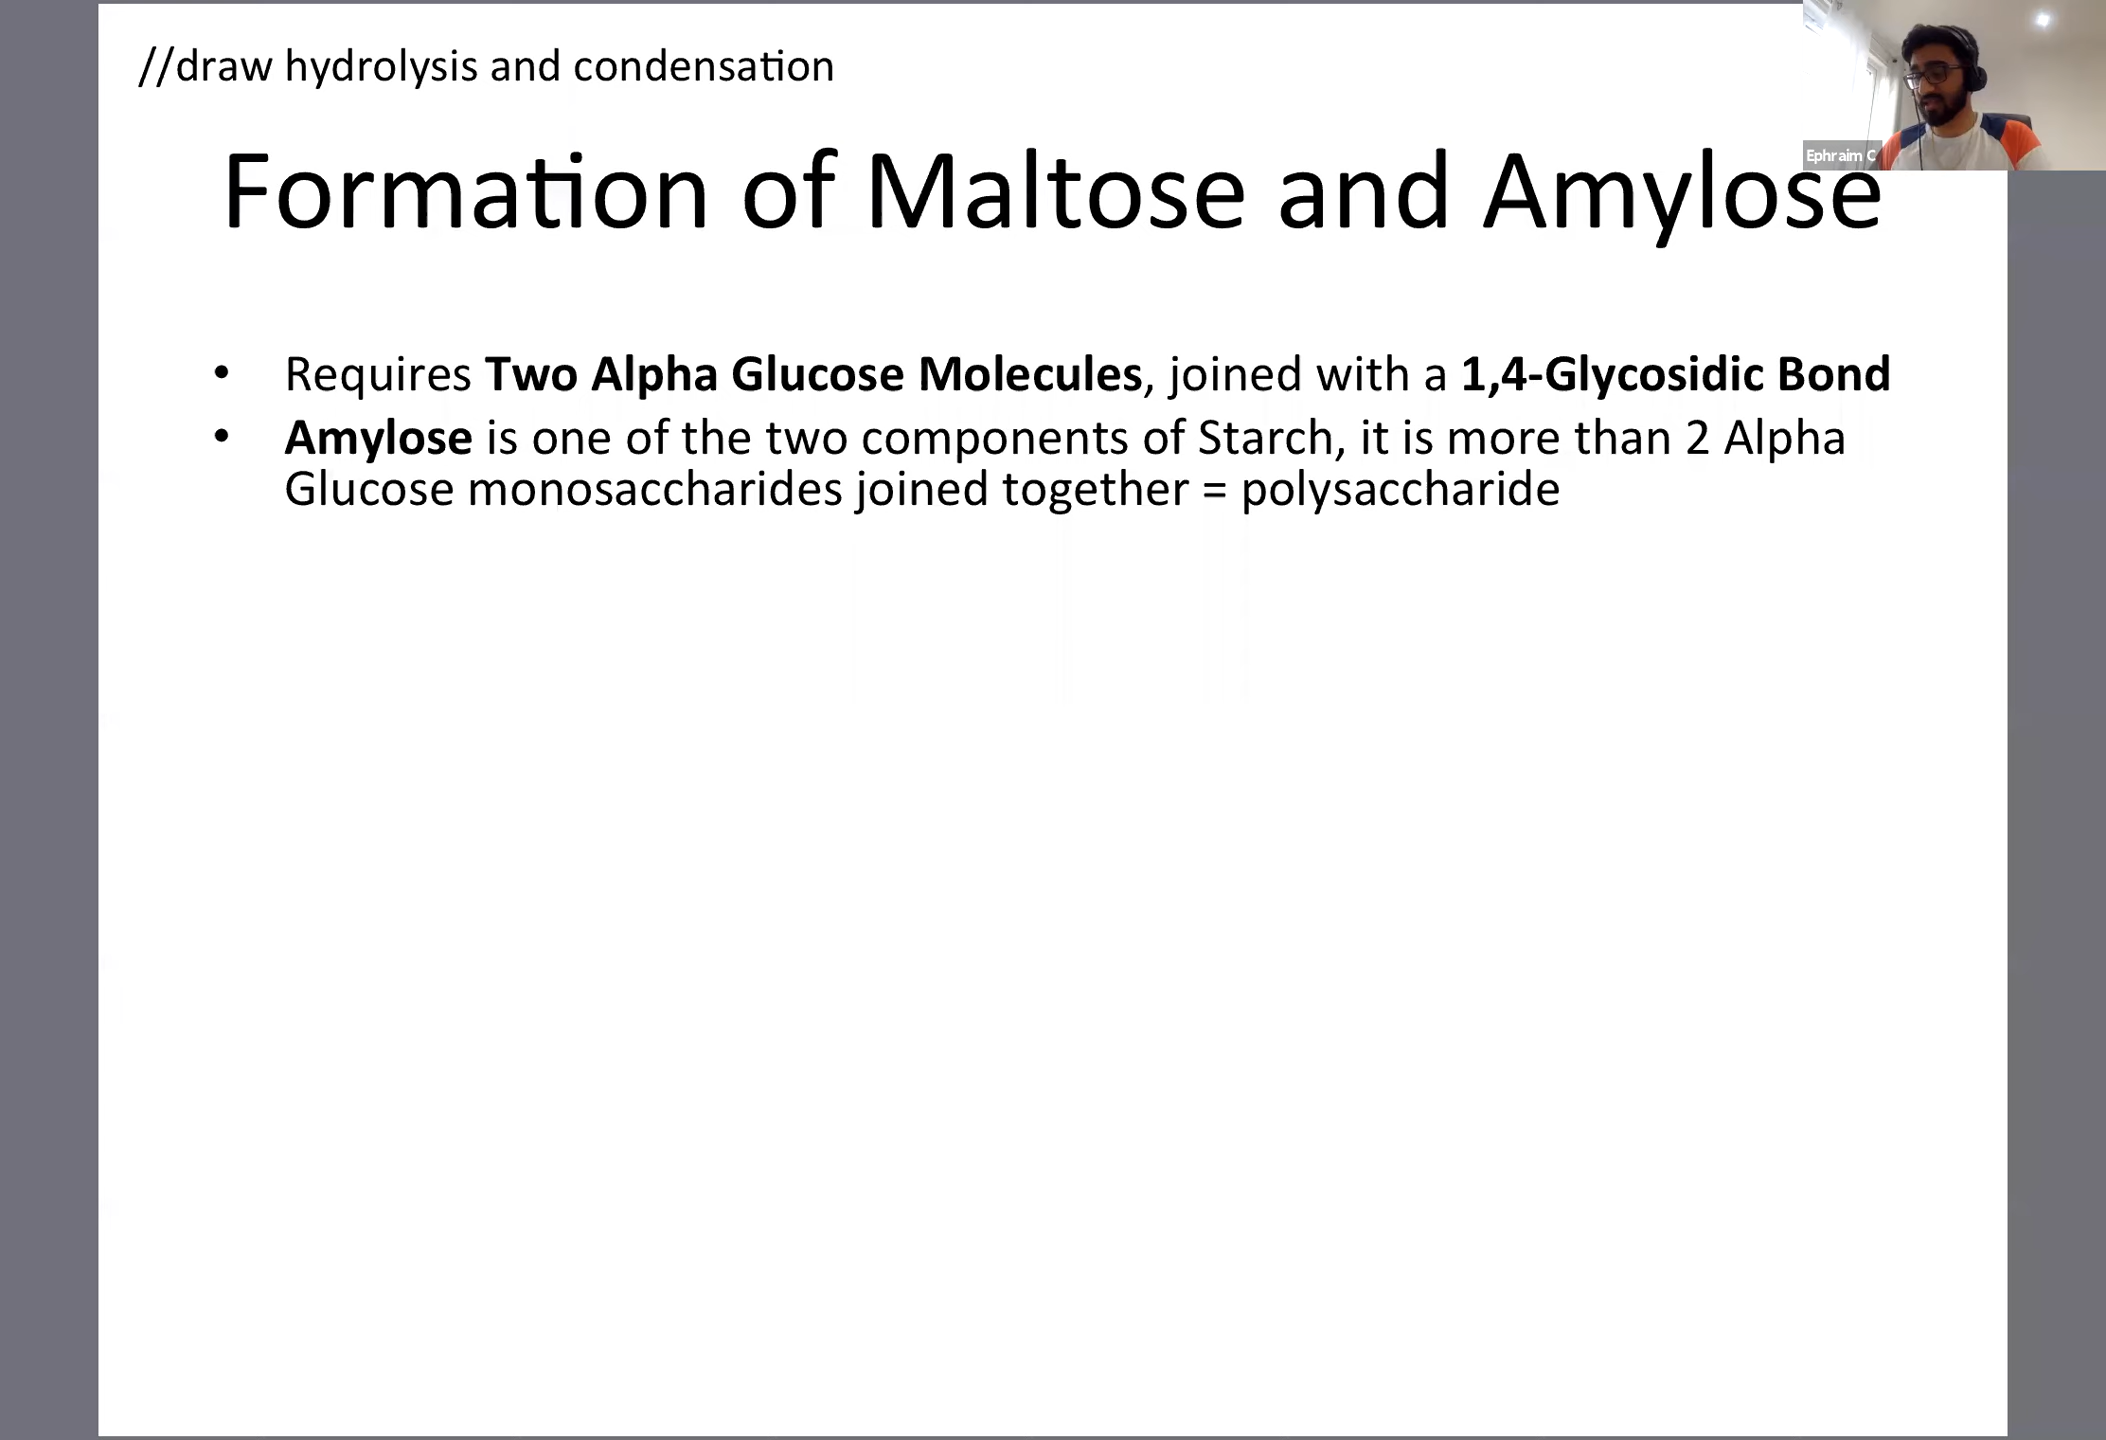 //draw hydrolysis and condensation
Ephraim C
Formation of Maltose and Amylose
• Requires Two Alpha Glucose Molecules, joined with a 1,4-Glycosidic Bond
• Amylose is one of the two components of Starch, it is more than 2 Alpha
Glucose monosaccharides joined together = polysaccharide